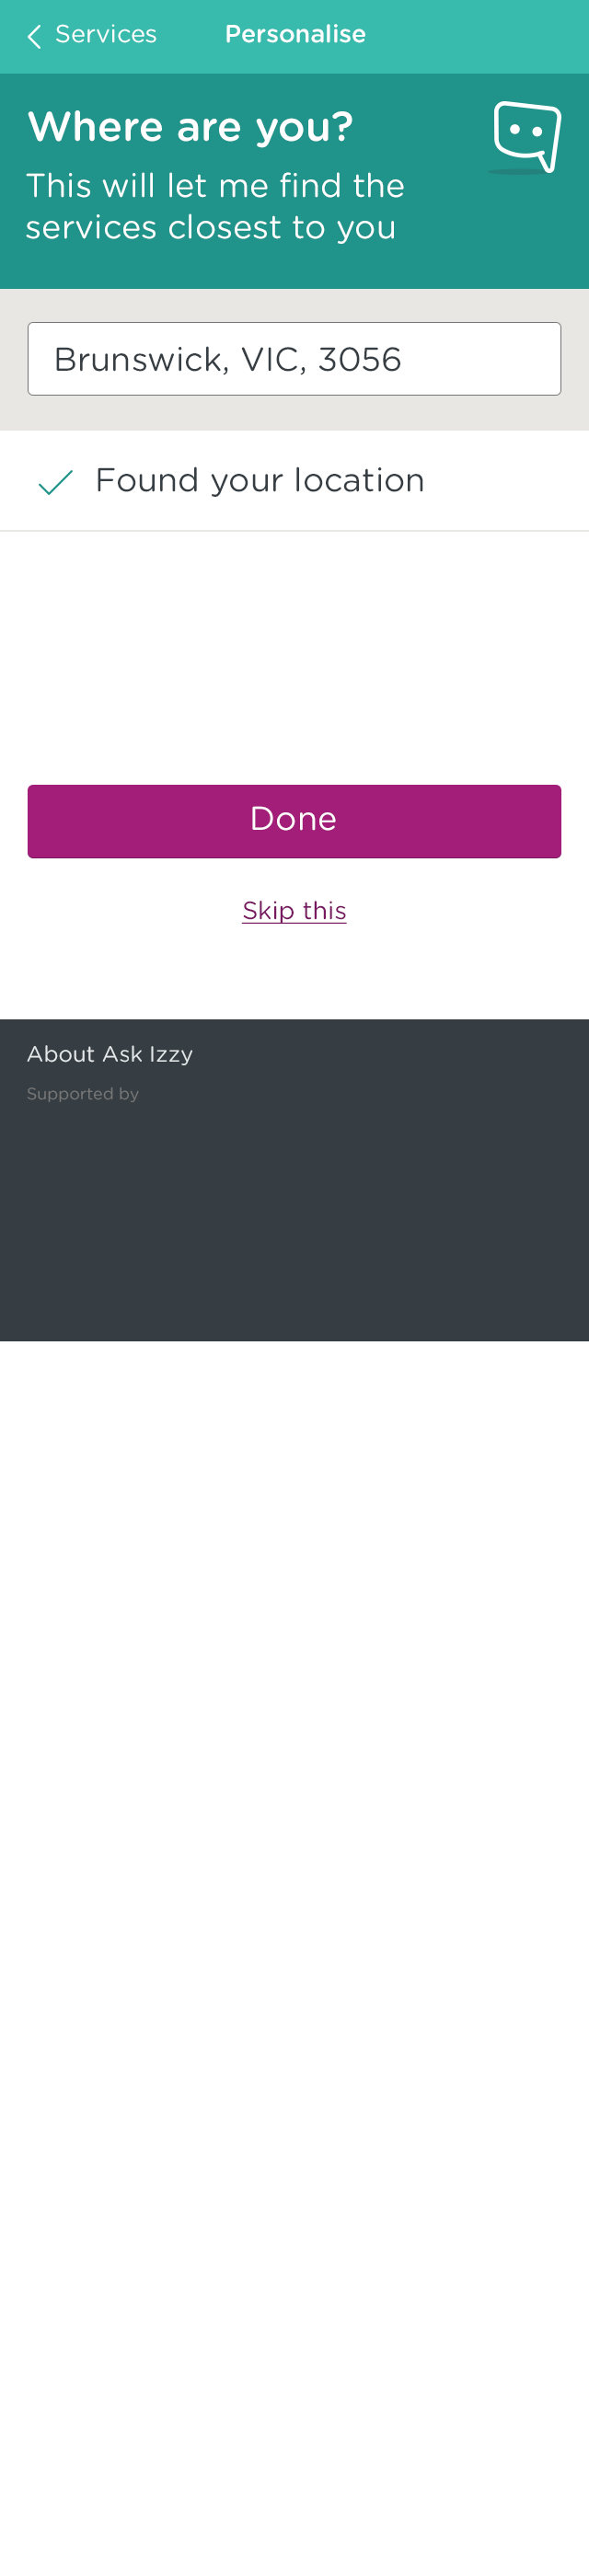 Services
Personalise
Where are you?
This will let me find the
services closest to you
Brunswick, VIC, 3056
Found your location
Done
Skip this
About Ask Izzy
Supported by